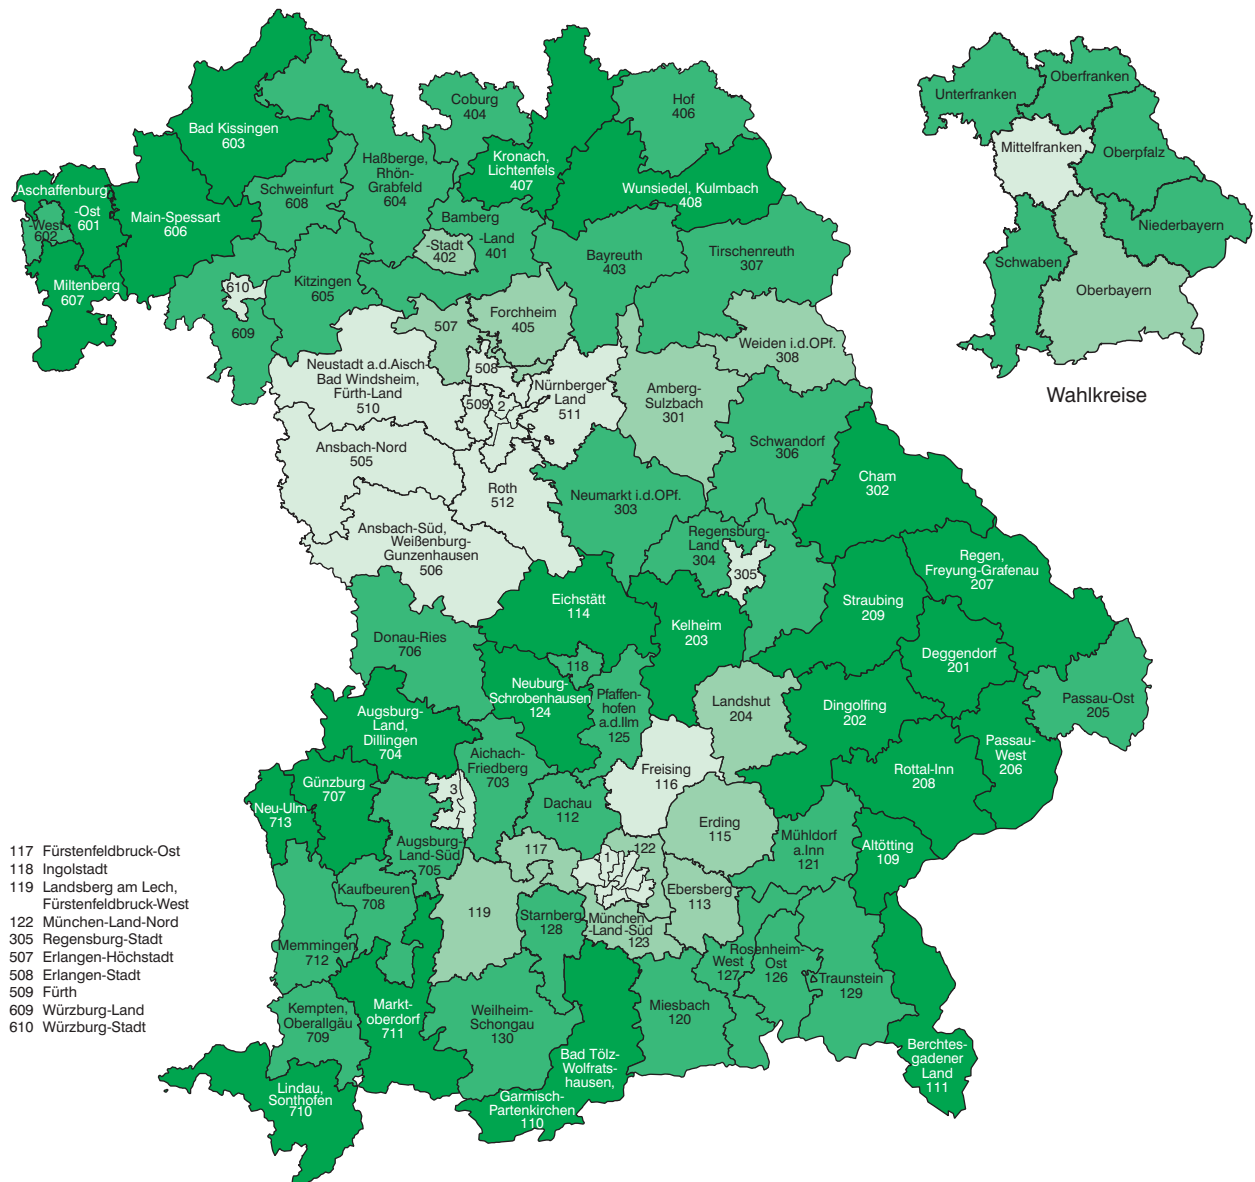 Coburg
404
Hof
406
Bad Kissingen
603
Haßberge,
Rhön-
Grabfeld
604
Kronach,
Lichtenfels
407
Wunsiedel, Kulmbach
408
Aschaffenburg
-Ost
601
-West
602
Main-Spessart
606
Schweinfurt
608
Bamberg
-Land
401
-Stadt
402
Bayreuth
403
Tirschenreuth
307
Miltenberg
607
610
Kitzingen
605
609
507
Forchheim
405
Weiden i.d.OPf.
308
Neustadt a.d.Aisch-
Bad Windsheim,
Fürth-Land
510
508
509
2
Nürnberger
Land
511
Amberg-
Sulzbach
301
Schwandorf
306
Ansbach-Nord
505
Roth
512
Neumarkt i.d.OPf.
303
Cham
302
Ansbach-Süd,
Weißenburg-
Gunzenhausen
506
Regensburg-
Land
304
305
Regen,
Freyung-Grafenau
207
Eichstätt
114
Kelheim
203
Straubing
209
Donau-Ries
706
118
Deggendorf
201
Neuburg-
Schrobenhausen
124
Pfaffen-
hofen
a.d.Ilm
125
Landshut
204
Dingolfing
202
Passau-Ost
205
Augsburg-
Land,
Dillingen
704
Passau-
West
206
Aichach-
Friedberg
703
Freising
116
Rottal-Inn
208
Günzburg
707
3
Neu-Ulm
713
Dachau
112
Erding
115
Mühldorf
a.Inn
121
Altötting
109
Augsburg-
Land-Süd
705
117
1
122
Kaufbeuren
708
119
Starnberg
128
München
-Land-Süd
123
Ebersberg
113
Memmingen
712
Rosenheim-
West
127
Ost
126
Traunstein
129
Kempten,
Oberallgäu
709
Markt-
oberdorf
711
Weilheim-
Schongau
130
Miesbach
120
Bad Tölz-
Wolfrats-
hausen,
Garmisch-
Partenkirchen
110
Berchtes-
gadener
Land
111
Lindau,
Sonthofen
710
Unterfranken
Oberfranken
Mittelfranken
Oberpfalz
Niederbayern
Schwaben
Oberbayern
Wahlkreise
117 Fürstenfeldbruck-Ost
118 Ingolstadt
119 Landsberg am Lech,
Fürstenfeldbruck-West
122 München-Land-Nord
305 Regensburg-Stadt
507 Erlangen-Höchstadt
508 Erlangen-Stadt
509 Fürth
609 Würzburg-Land
610 Würzburg-Stadt